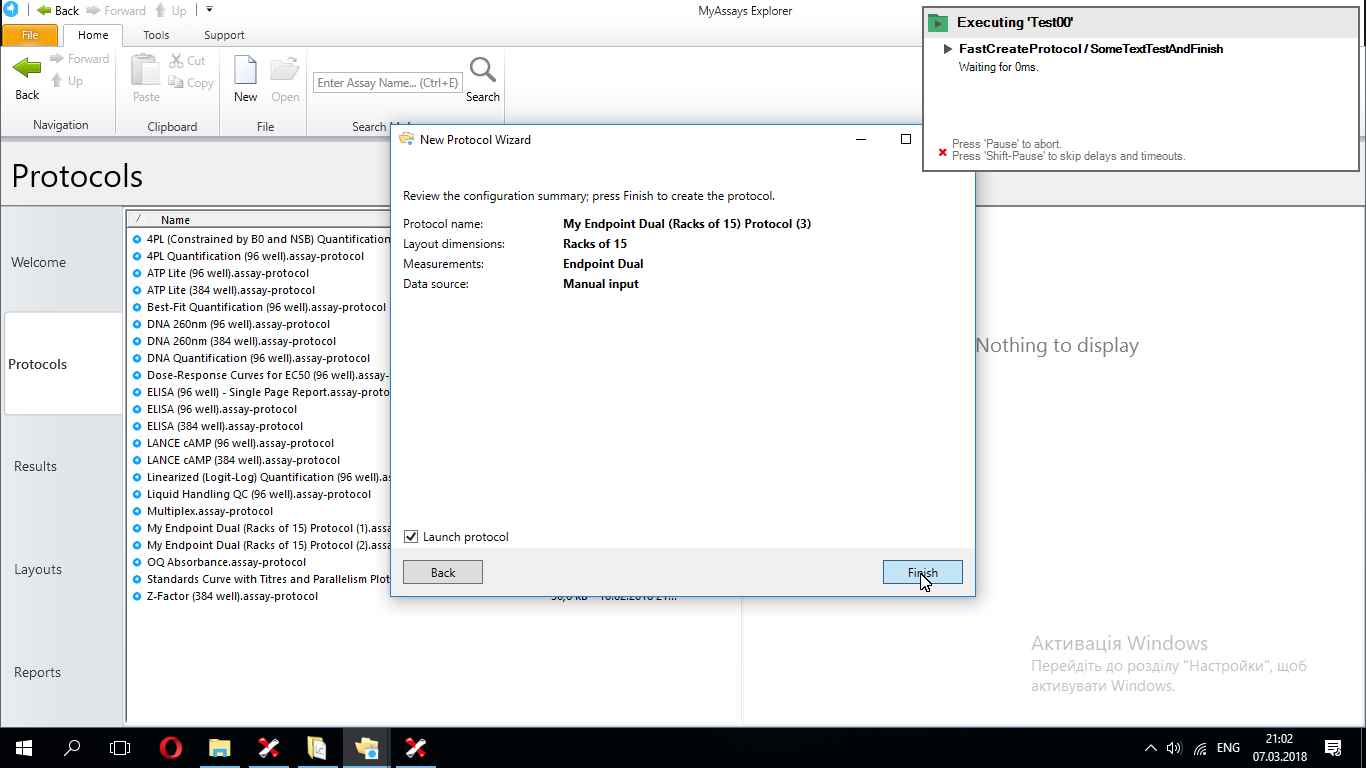 Back Forward Up
MyAssays Explorer
File Home Tools Support
Back
Forward
Up
Navigation
Paste
Cut
Copy
Clipboard
New
Open
File
Enter Assay Name... (Ctrl+E)
Search
Executing 'Test00'
FastCreateProtocol / SomeTextTestAndFinish
Waiting for 0ms.
Press 'Pause' to abort.
Press 'Shift-Pause' to skip delays and timeouts.
Protocols
Welcome
Protocols
Results
Layouts
Reports
Name
4PL (Constrained by B0 and NSB) Quantification
4PL Quantification (96 well).assay-protocol
ATP Lite (96 well).assay-protocol
ATP Lite (384 well).assay-protocol
Best-Fit Quantification (96 well).assay-protocol
DNA 260nm (96 well).assay-protocol
DNA 260nm (384 well).assay-protocol
DNA Quantification (96 well).assay-protocol
Dose-Response Curves for EC50 (96 well).assay-
ELISA (96 well) - Single Page Report.assay-proto
ELISA (96 well).assay-protocol
ELISA (384 well).assay-protocol
LANCE cAMP (96 well).assay-protocol
LANCE cAMP (384 well).assay-protocol
Linearized (Logit-Log) Quantification (96 well).as
Liquid Handling QC (96 well).assay-protocol
Multiplex.assay-protocol
My Endpoint Dual (Racks of 15) Protocol (1).assa
My Endpoint Dual (Racks of 15) Protocol (2).assa
OQ Absorbance.assay-protocol
Standards Curve with Titres and Parallelism Plot
Z-Factor (384 well).assay-protocol
New Protocol Wizard
Review the configuration summary; press Finish to create the protocol.
Protocol name: My Endpoint Dual (Racks of 15) Protocol (3)
Layout dimensions: Racks of 15
Measurements: Endpoint Dual
Data source: Manual input
Launch protocol
Back
Finish
Nothing to display
Активація Windows
Перейдіть до розділу "Настройки", щоб
активувати Windows.
ENG
21:02
07.03.2018